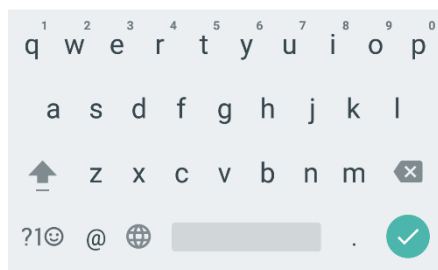 1 2 3 4 5 6 7 8 9 0
q w e r t y u i o p
a s d f g h j k l
z x c v b n m
?1☺ @ .